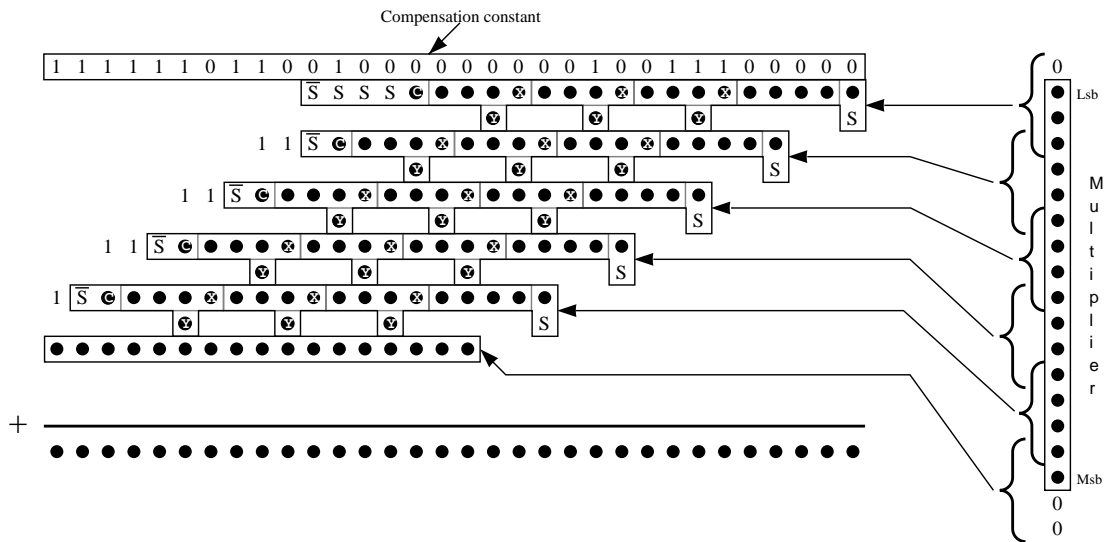 Compensation constant
1 1 1 1 1 1 0 1 1 0 0 1 0 0 0 0 0 0 0 0 0 1 0 0 1 1 1 0 0 0 0 0
0
S̅ S S S C X X X
Lsb
Y Y Y S
1 1 S̅ C X X X
Y Y Y S
1 1 S̅ C X X X
Y Y Y S
1 1 S̅ C X X X
Y Y Y S
1 S̅ C X X X
Y Y Y S
+
Multiplier
Msb
0
0